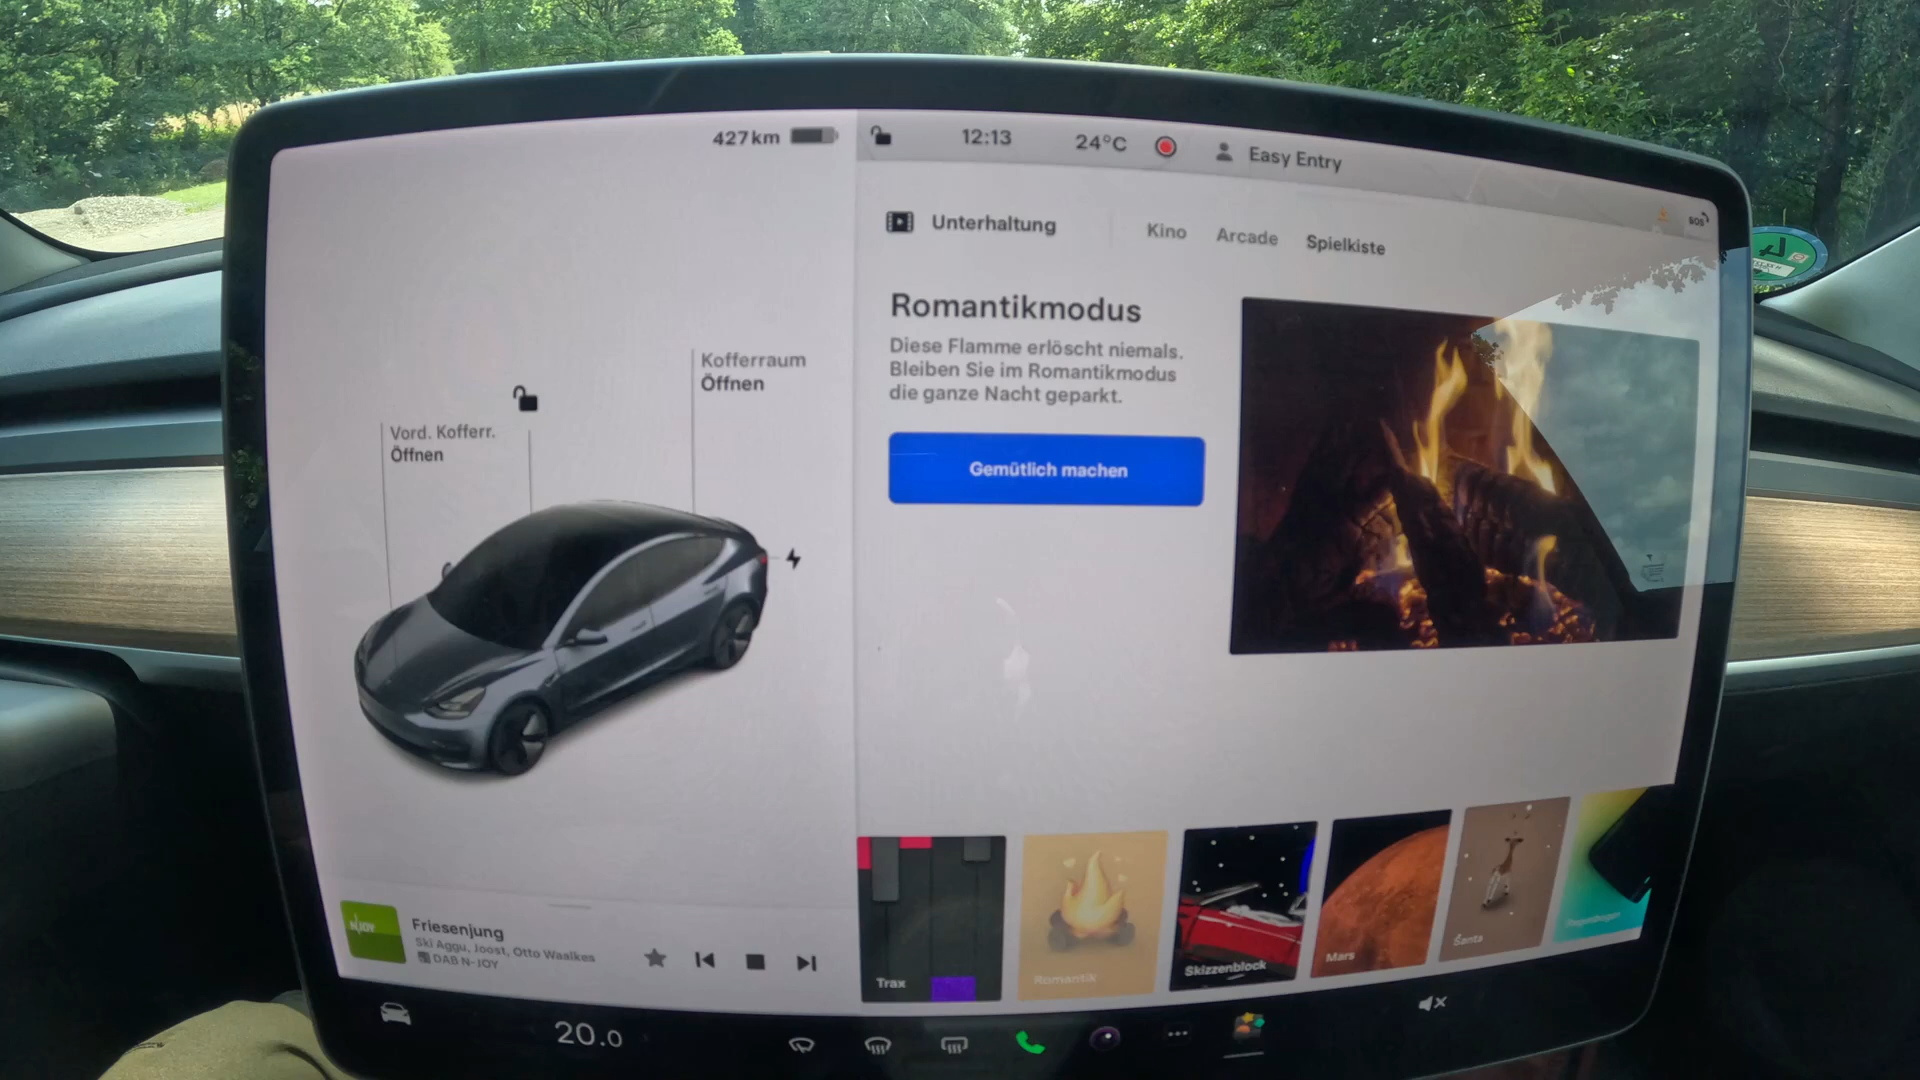 427 km
12:13
24°C
Easy Entry
SOS
Unterhaltung
Kino
Arcade
Spielkiste
Romantikmodus
Diese Flamme erlöscht niemals.
Bleiben Sie im Romantikmodus
die ganze Nacht geparkt.
Gemütlich machen
Kofferraum
Öffnen
Vord. Kofferr.
Öffnen
N-JOY
Friesenjung
Ski Aggu, Joost, Otto Waalkes
DAB N-JOY
Trax
Romantik
Skizzenblock
Mars
Santa
20.0